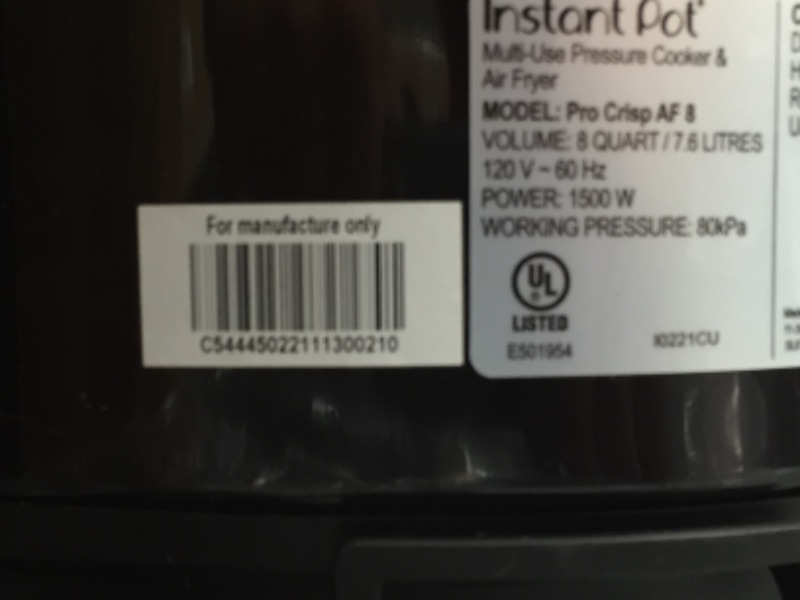 For manufacture only
C544450221111300210
Instant Pot
Multi-Use Pressure Cooker &
Air Fryer
MODEL: Pro Crisp AF 8
VOLUME: 8 QUART / 7.6 LITRES
120 V ~ 60 Hz
POWER: 1500 W
WORKING PRESSURE: 80kPa
UL
LISTED
E501954
I0221CU